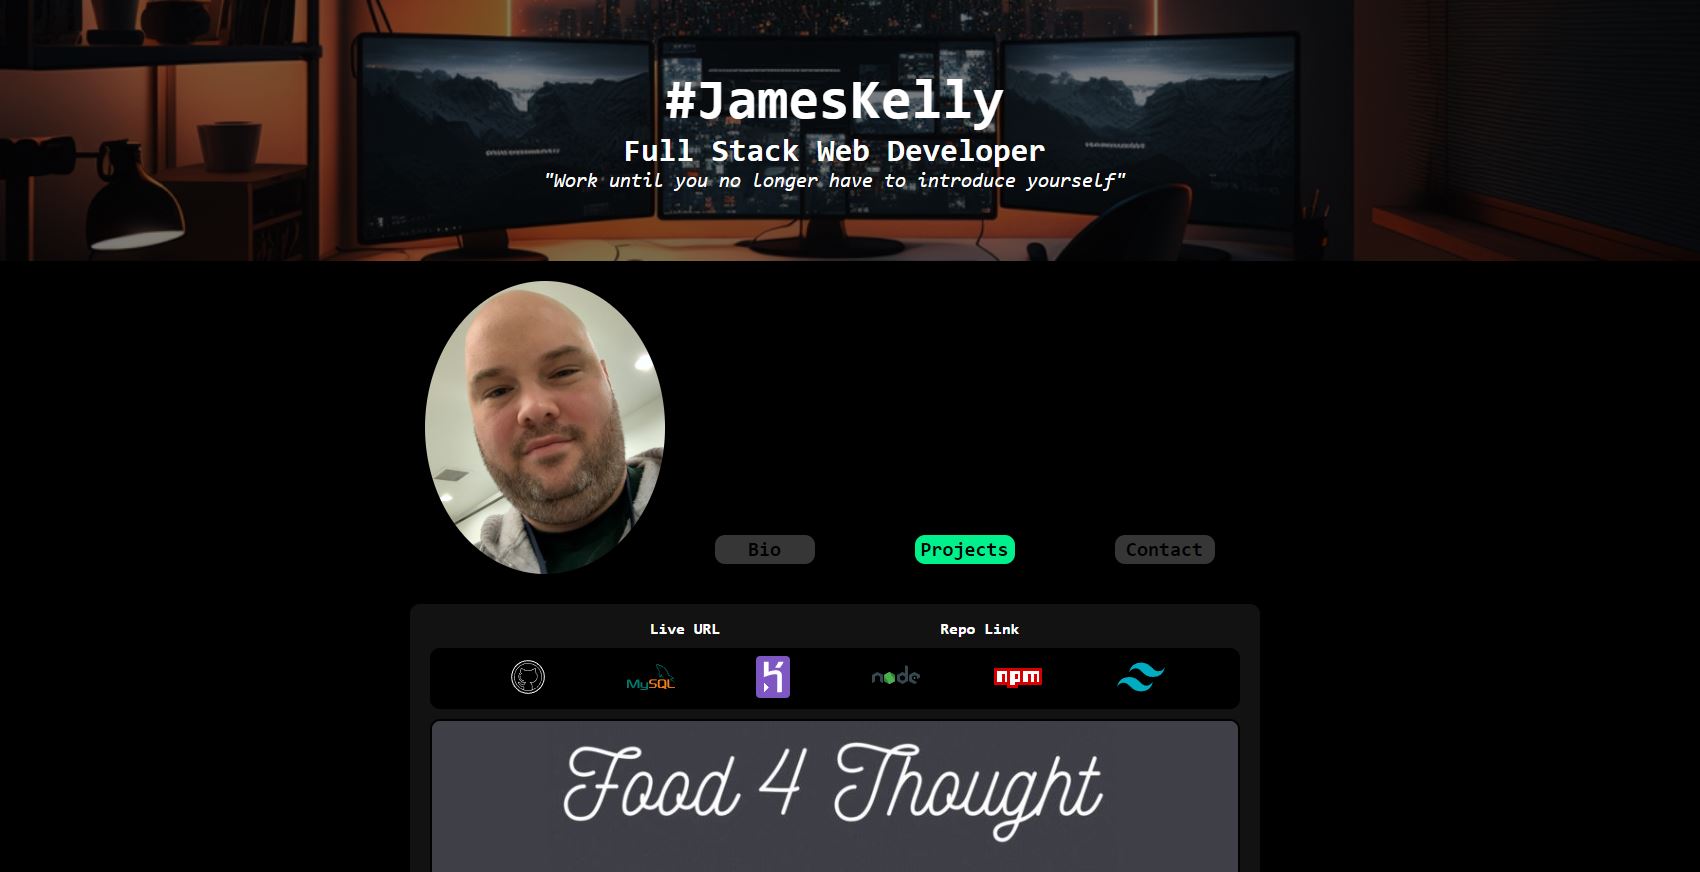 #JamesKelly
Full Stack Web Developer
"Work until you no longer have to introduce yourself"
Bio
Projects
Contact
Live URL
Repo Link
MySQL
node
npm
Food 4 Thought